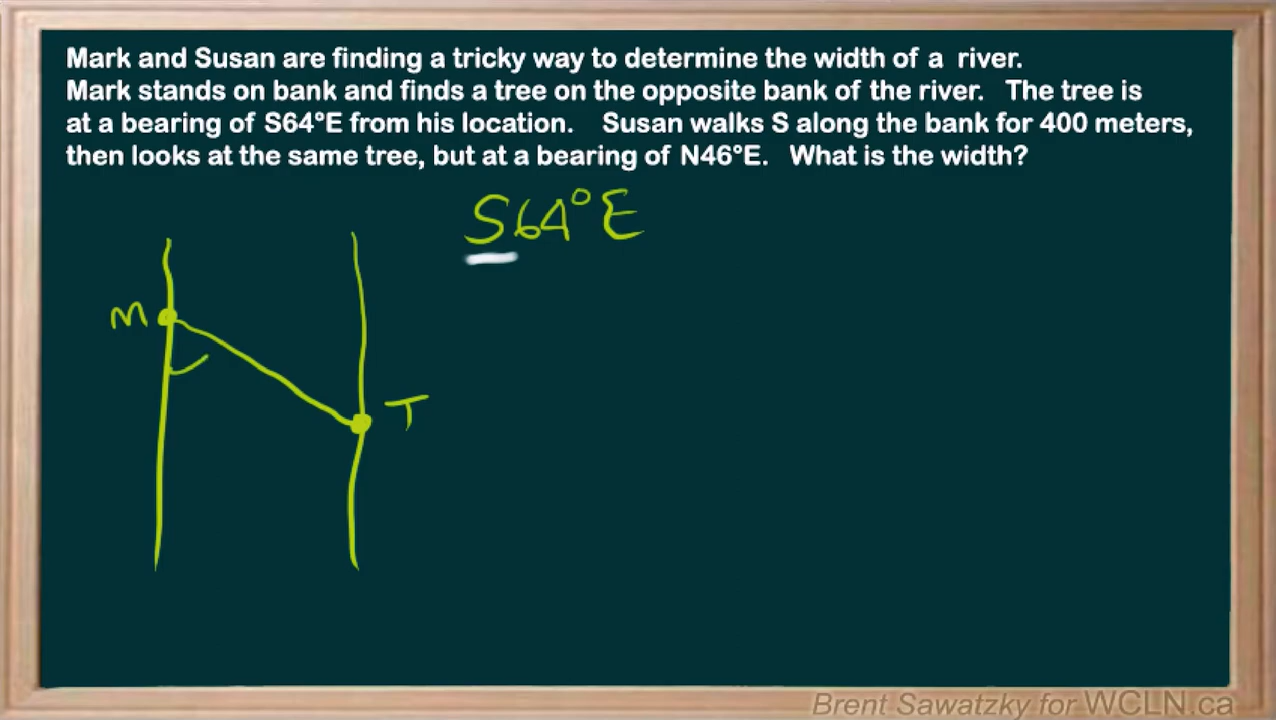 Mark and Susan are finding a tricky way to determine the width of a river.
Mark stands on bank and finds a tree on the opposite bank of the river. The tree is
at a bearing of S64°E from his location. Susan walks S along the bank for 400 meters,
then looks at the same tree, but at a bearing of N46°E. What is the width?
S64°E
M
T
Brent Sawatzky for WCLN.ca